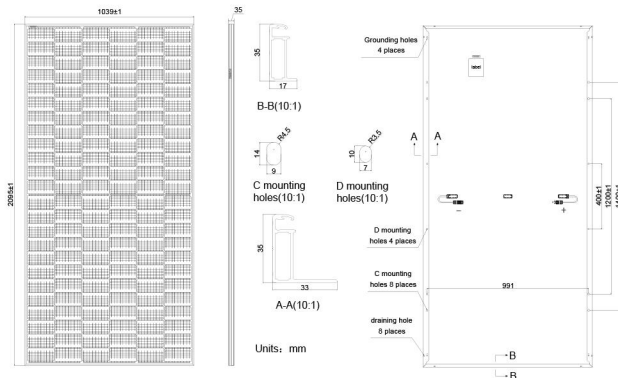 1039±1
35
2095±1
35
17
B-B(10:1)
R4.5
14
9
C mounting
holes(10:1)
R3.5
10
7
D mounting
holes(10:1)
35
33
A-A(10:1)
Units: mm
Grounding holes
4 places
label
A
A
D mounting
holes 4 places
C mounting
holes 8 places
draining hole
8 places
−
+
991
400±1
1200±1
B
B